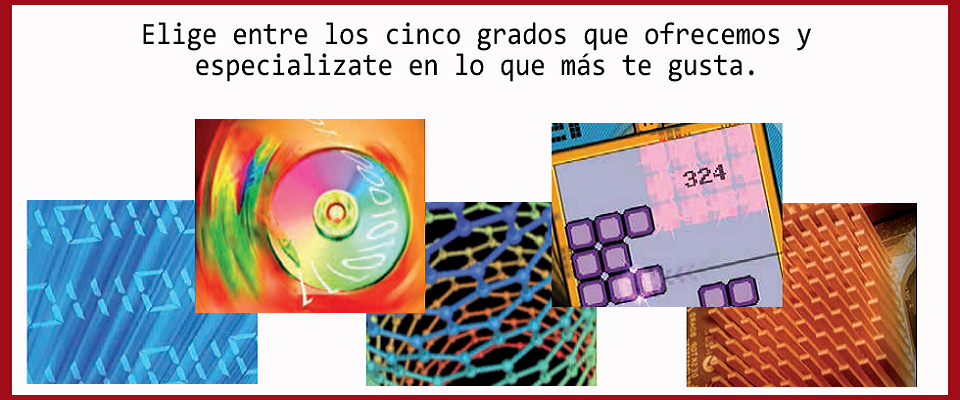 Elige entre los cinco grados que ofrecemos y
especializate en lo que más te gusta.
324